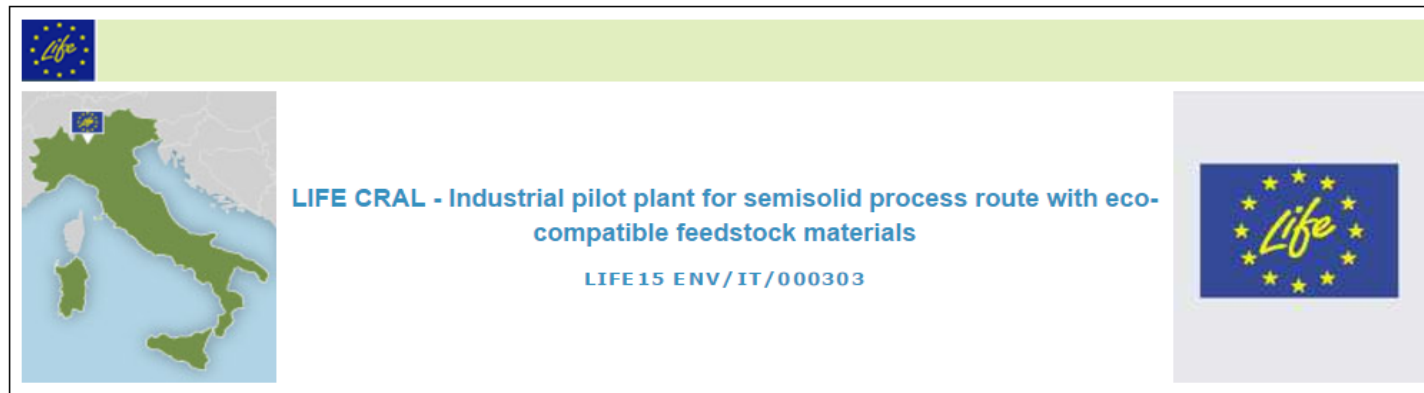 Life
LIFE CRAL - Industrial pilot plant for semisolid process route with eco-
compatible feedstock materials
LIFE15 ENV/IT/000303
Life